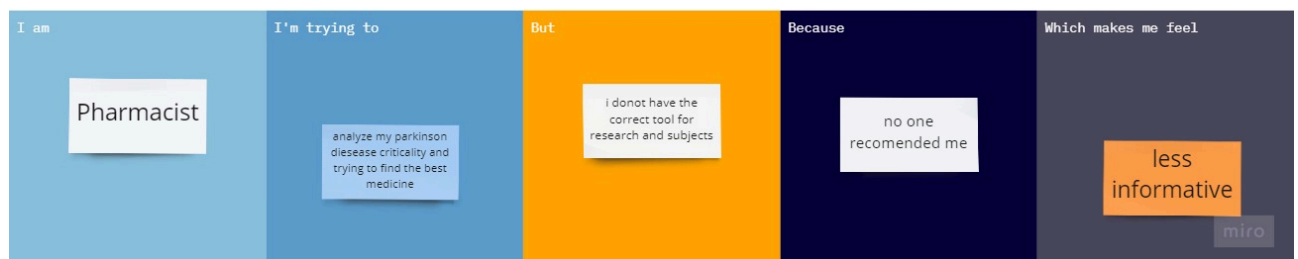 I am
Pharmacist
I'm trying to
analyze my parkinson
diesease criticality and
trying to find the best
medicine
But
i donot have the
correct tool for
research and subjects
Because
no one
recomended me
Which makes me feel
less
informative
miro